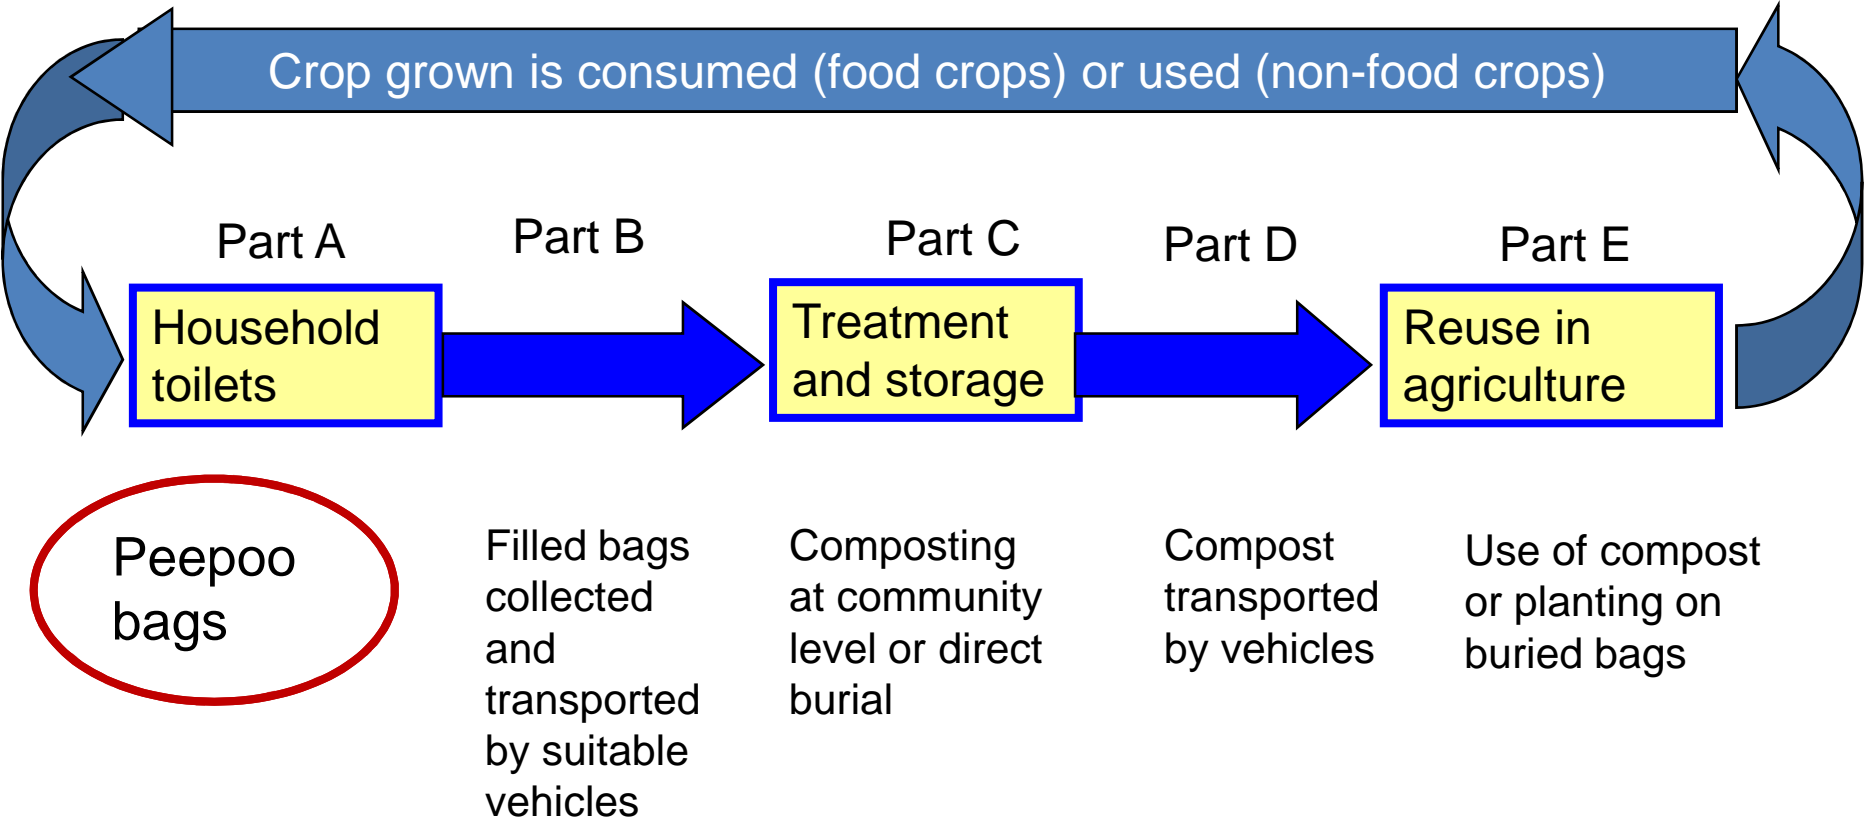 Crop grown is consumed (food crops) or used (non-food crops)
Part A
Part B
Part C
Part D
Part E
Household
toilets
Treatment
and storage
Reuse in
agriculture
Peepoo
bags
Filled bags
collected
and
transported
by suitable
vehicles
Composting
at community
level or direct
burial
Compost
transported
by vehicles
Use of compost
or planting on
buried bags